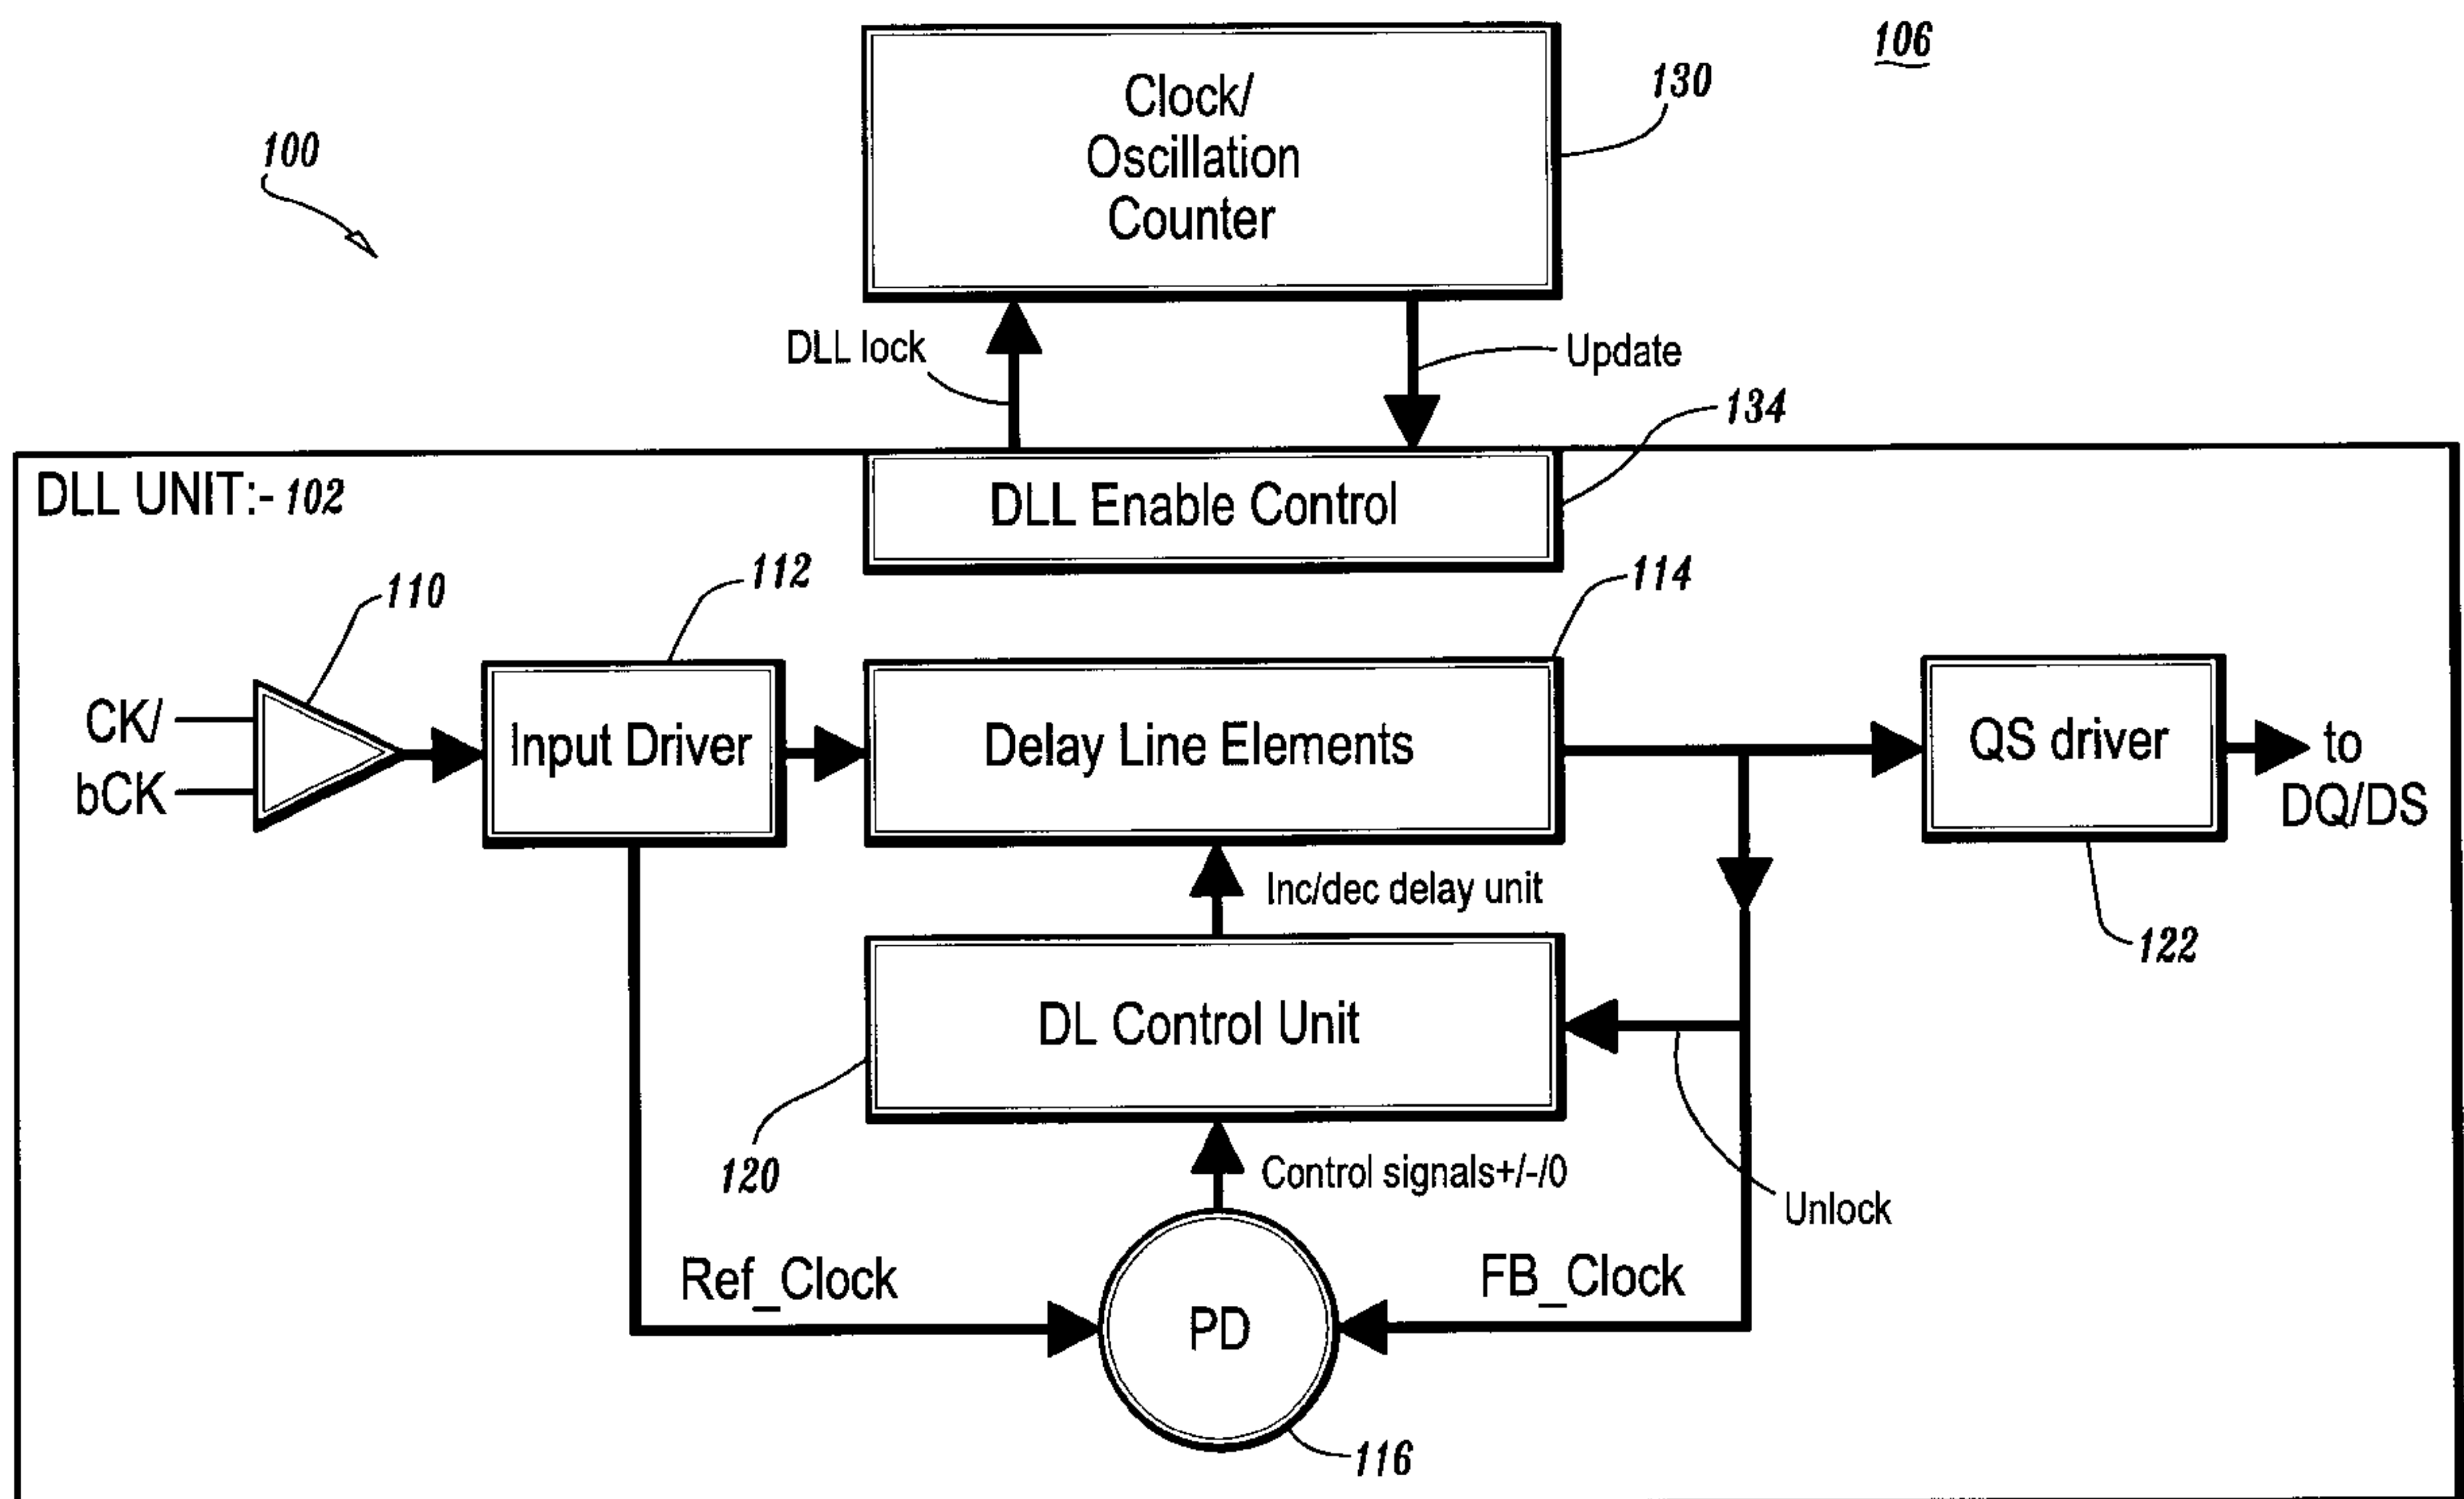 106
Clock/
Oscillation
Counter
130
100
DLL lock
Update
134
DLL UNIT:- 102
DLL Enable Control
110
112
114
CK/
bCK
Input Driver
Delay Line Elements
QS driver
to
DQ/DS
Inc/dec delay unit
122
DL Control Unit
120
Control signals+/-/0
Unlock
Ref_Clock
FB_Clock
PD
116